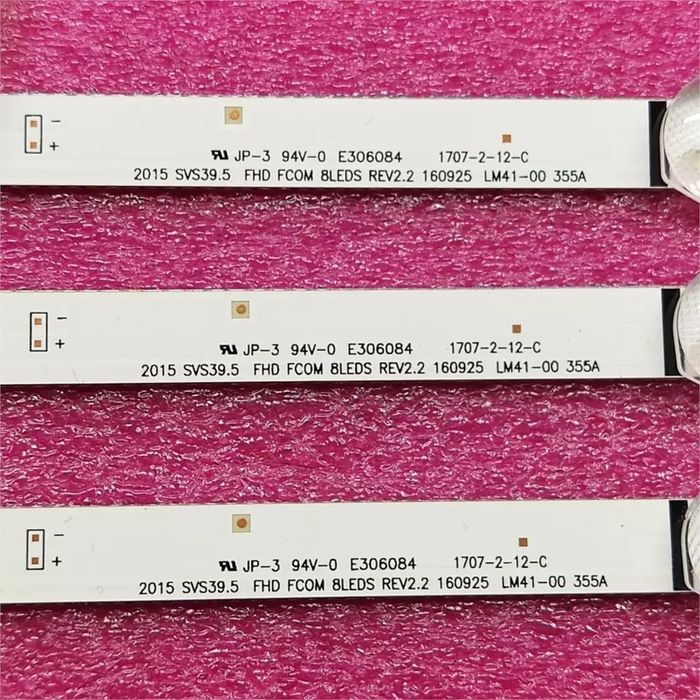 −
+
JP-3 94V-0 E306084 1707-2-12-C
2015 SVS39.5 FHD FCOM 8LEDS REV2.2 160925 LM41-00 355A
−
+
JP-3 94V-0 E306084 1707-2-12-C
2015 SVS39.5 FHD FCOM 8LEDS REV2.2 160925 LM41-00 355A
−
+
JP-3 94V-0 E306084 1707-2-12-C
2015 SVS39.5 FHD FCOM 8LEDS REV2.2 160925 LM41-00 355A